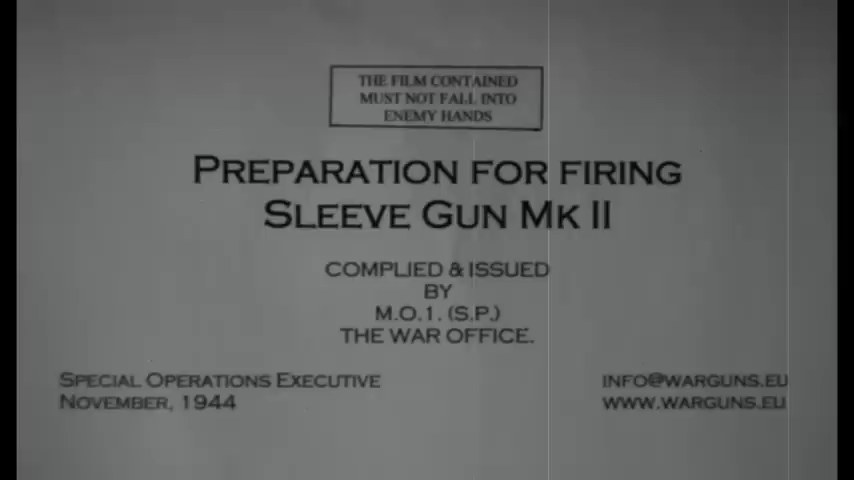 THE FILM CONTAINED
MUST NOT FALL INTO
ENEMY HANDS
PREPARATION FOR FIRING
SLEEVE GUN MK II
COMPLIED & ISSUED
BY
M.O.1. (S.P.)
THE WAR OFFICE.
SPECIAL OPERATIONS EXECUTIVE
NOVEMBER, 1944
INFO@WARGUNS.EU
WWW.WARGUNS.EU